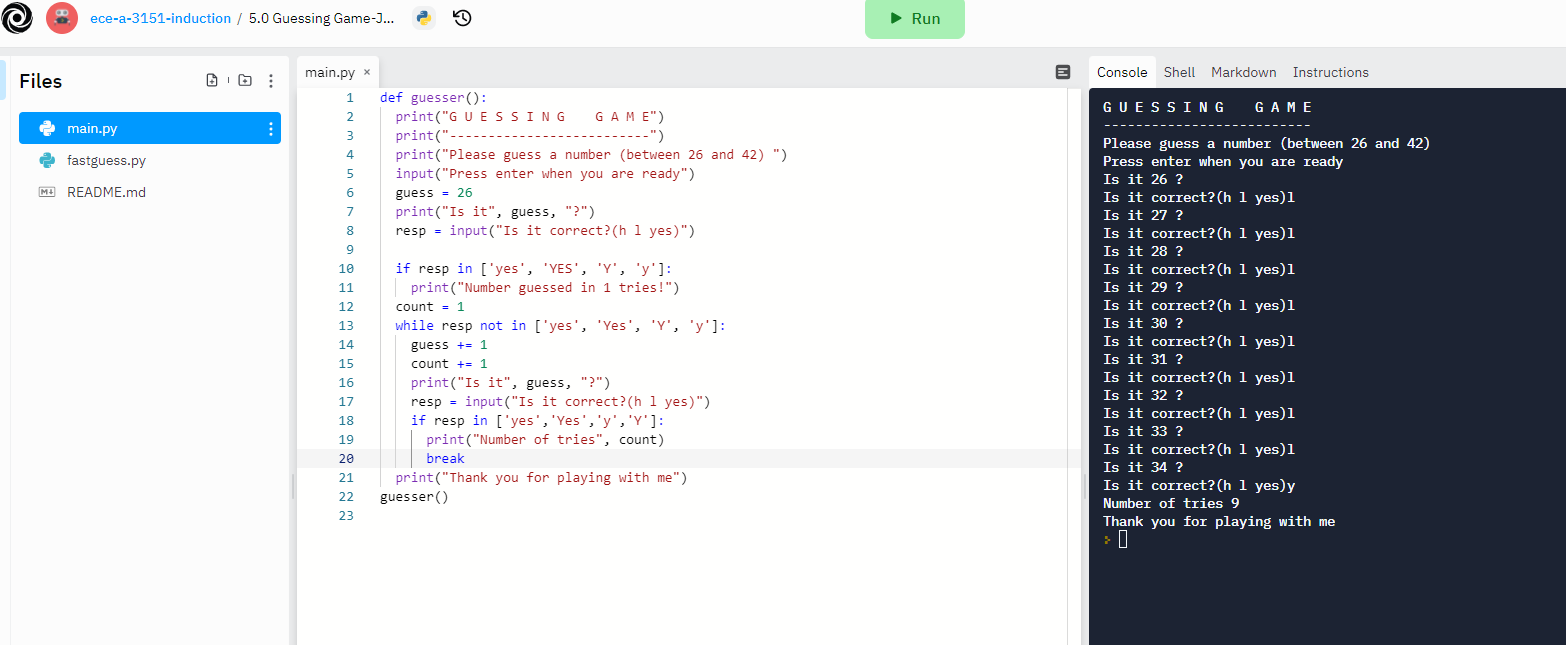 ece-a-3151-induction / 5.0 Guessing Game-J...
Run
Files
main.py
fastguess.py
README.md
main.py ×
1 def guesser():
2   print("G U E S S I N G    G A M E")
3   print("--------------------------")
4   print("Please guess a number (between 26 and 42) ")
5   input("Press enter when you are ready")
6   guess = 26
7   print("Is it", guess, "?")
8   resp = input("Is it correct?(h l yes)")
9
10   if resp in ['yes', 'YES', 'Y', 'y']:
11     print("Number guessed in 1 tries!")
12   count = 1
13   while resp not in ['yes', 'Yes', 'Y', 'y']:
14     guess += 1
15     count += 1
16     print("Is it", guess, "?")
17     resp = input("Is it correct?(h l yes)")
18     if resp in ['yes','Yes','y','Y']:
19       print("Number of tries", count)
20       break
21   print("Thank you for playing with me")
22 guesser()
23
Console Shell Markdown Instructions
G U E S S I N G    G A M E
--------------------------
Please guess a number (between 26 and 42)
Press enter when you are ready
Is it 26 ?
Is it correct?(h l yes)l
Is it 27 ?
Is it correct?(h l yes)l
Is it 28 ?
Is it correct?(h l yes)l
Is it 29 ?
Is it correct?(h l yes)l
Is it 30 ?
Is it correct?(h l yes)l
Is it 31 ?
Is it correct?(h l yes)l
Is it 32 ?
Is it correct?(h l yes)l
Is it 33 ?
Is it correct?(h l yes)l
Is it 34 ?
Is it correct?(h l yes)y
Number of tries 9
Thank you for playing with me